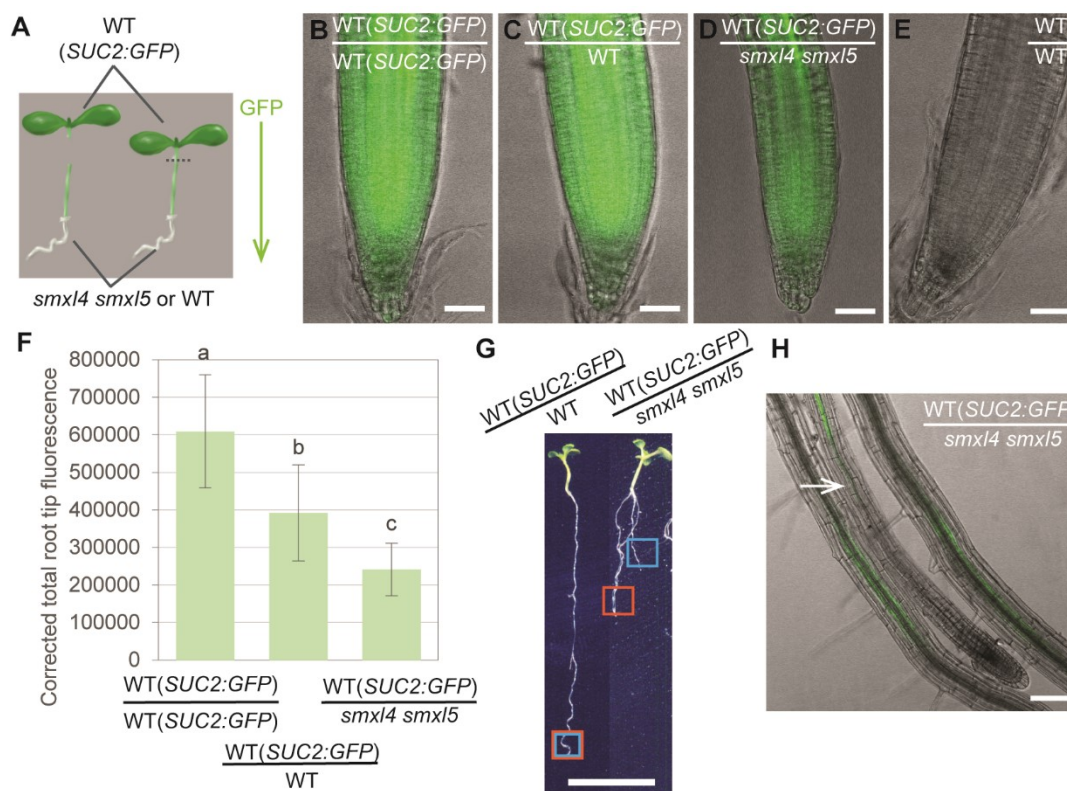 A
WT
(SUC2:GFP)
GFP
smxl4 smxl5 or WT
B
WT(SUC2:GFP)
WT(SUC2:GFP)
C
WT(SUC2:GFP)
WT
D
WT(SUC2:GFP)
smxl4 smxl5
E
WT
WT
F
Corrected total root tip fluorescence
800000
700000
600000
500000
400000
300000
200000
100000
0
a
b
c
WT(SUC2:GFP)
WT(SUC2:GFP)
WT(SUC2:GFP)
WT
WT(SUC2:GFP)
smxl4 smxl5
G
WT(SUC2:GFP)
WT
WT(SUC2:GFP)
smxl4 smxl5
H
WT(SUC2:GFP
smxl4 smxl5